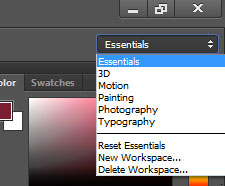 Essentials
olor
Swatches
Essentials
3D
Motion
Painting
Photography
Typography
Reset Essentials
New Workspace...
Delete Workspace...